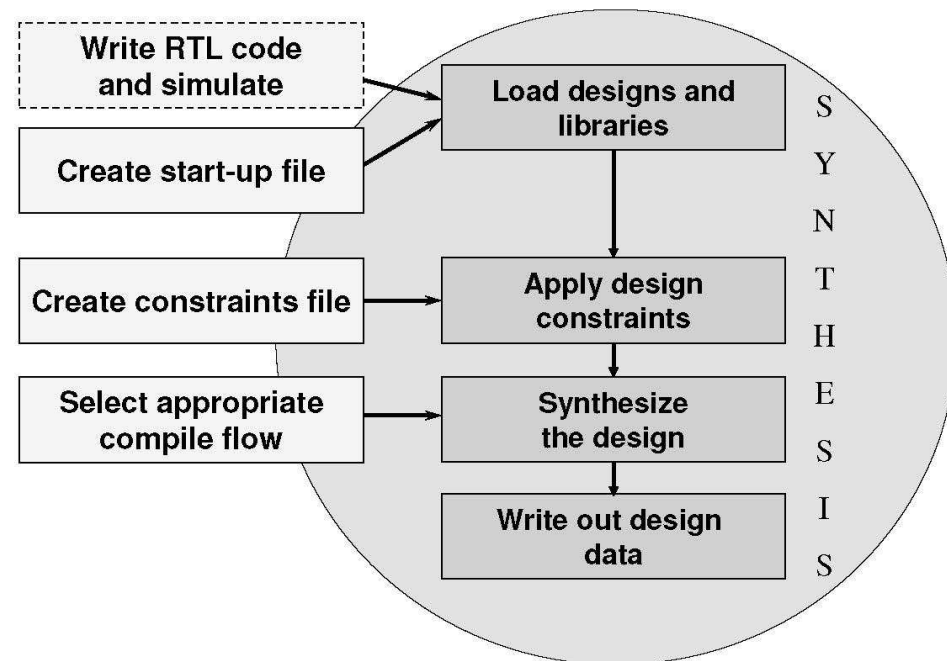 Write RTL code
and simulate
Create start-up file
Create constraints file
Select appropriate
compile flow
Load designs and
libraries
Apply design
constraints
Synthesize
the design
Write out design
data
S
Y
N
T
H
E
S
I
S